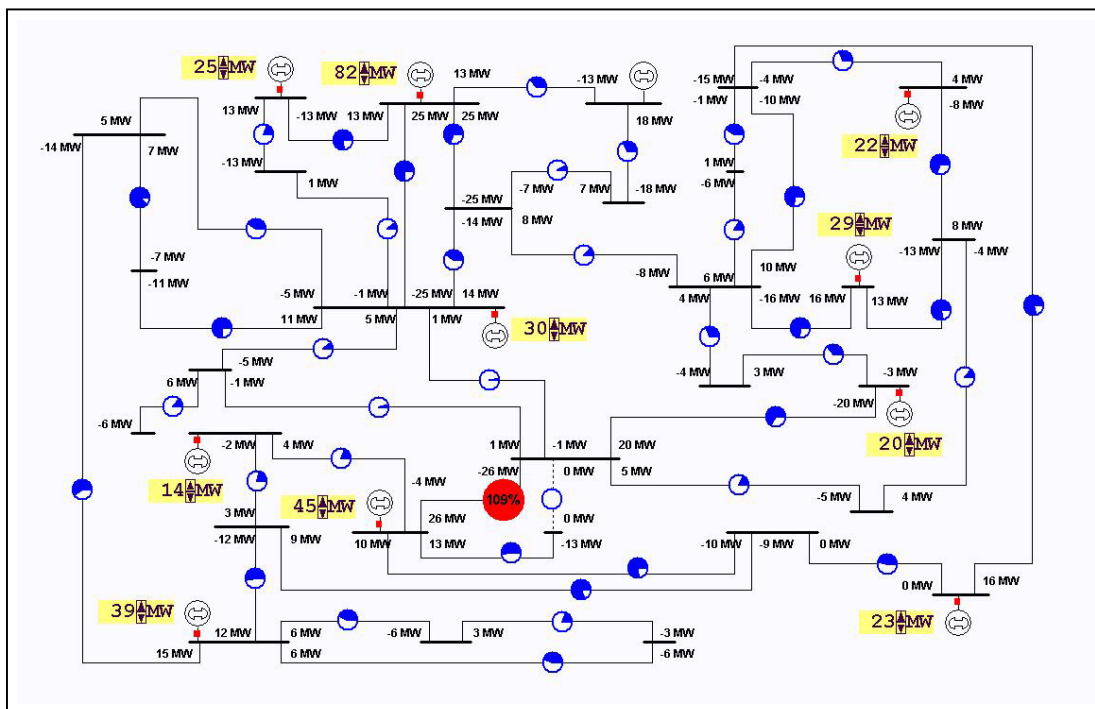 25 MW
82 MW
13 MW
-13 MW
-15 MW
-4 MW
4 MW
-1 MW
-10 MW
-8 MW
13 MW
-13 MW
13 MW
25 MW
25 MW
18 MW
5 MW
-14 MW
7 MW
22 MW
-13 MW
1 MW
-7 MW
7 MW
-18 MW
1 MW
-6 MW
-25 MW
-14 MW
8 MW
29 MW
8 MW
-13 MW
-4 MW
-7 MW
-11 MW
-8 MW
6 MW
10 MW
-5 MW
-1 MW
-25 MW
14 MW
4 MW
-16 MW
16 MW
13 MW
11 MW
5 MW
1 MW
30 MW
-5 MW
6 MW
-1 MW
-4 MW
3 MW
-3 MW
-20 MW
-6 MW
20 MW
-2 MW
4 MW
1 MW
-1 MW
20 MW
-26 MW
0 MW
5 MW
14 MW
45 MW
-4 MW
109%
-5 MW
4 MW
3 MW
26 MW
0 MW
-12 MW
9 MW
10 MW
13 MW
-13 MW
-10 MW
-9 MW
0 MW
0 MW
16 MW
39 MW
23 MW
12 MW
6 MW
-6 MW
3 MW
-3 MW
15 MW
6 MW
-6 MW